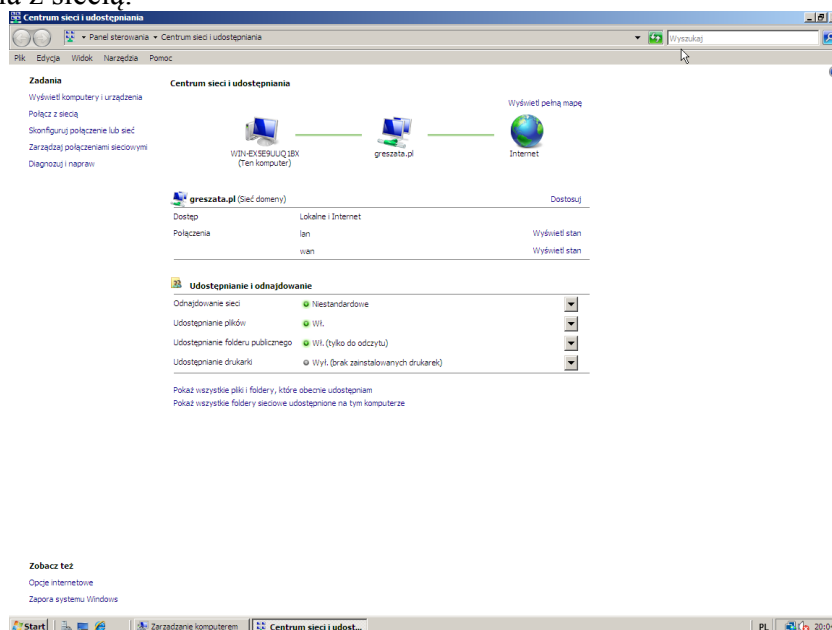 z siecią.
Centrum sieci i udostępniania
Panel sterowania Centrum sieci i udostępniania
Wyszukaj
Plik Edycja Widok Narzędzia Pomoc
Zadania
Wyświetl komputery i urządzenia
Połącz z siecią
Skonfiguruj połączenie lub sieć
Zarządzaj połączeniami sieciowymi
Diagnozuj i napraw
Centrum sieci i udostępniania
Wyświetl pełną mapę
WIN-EX5E9UUQ1BX
(Ten komputer)
greszata.pl
Internet
greszata.pl (Sieć domeny)
Dostosuj
Dostęp Lokalne i Internet
Połączenia lan Wyświetl stan
wan Wyświetl stan
Udostępnianie i odnajdowanie
Odnajdowanie sieci Niestandardowe
Udostępnianie plików Wł.
Udostępnianie folderu publicznego Wł. (tylko do odczytu)
Udostępnianie drukarki Wył. (brak zainstalowanych drukarek)
Pokaż wszystkie pliki i foldery, które obecnie udostępniam
Pokaż wszystkie foldery sieciowe udostępnione na tym komputerze
Zobacz też
Opcje internetowe
Zapora systemu Windows
Start Zarządzanie komputerem Centrum sieci i udost... PL